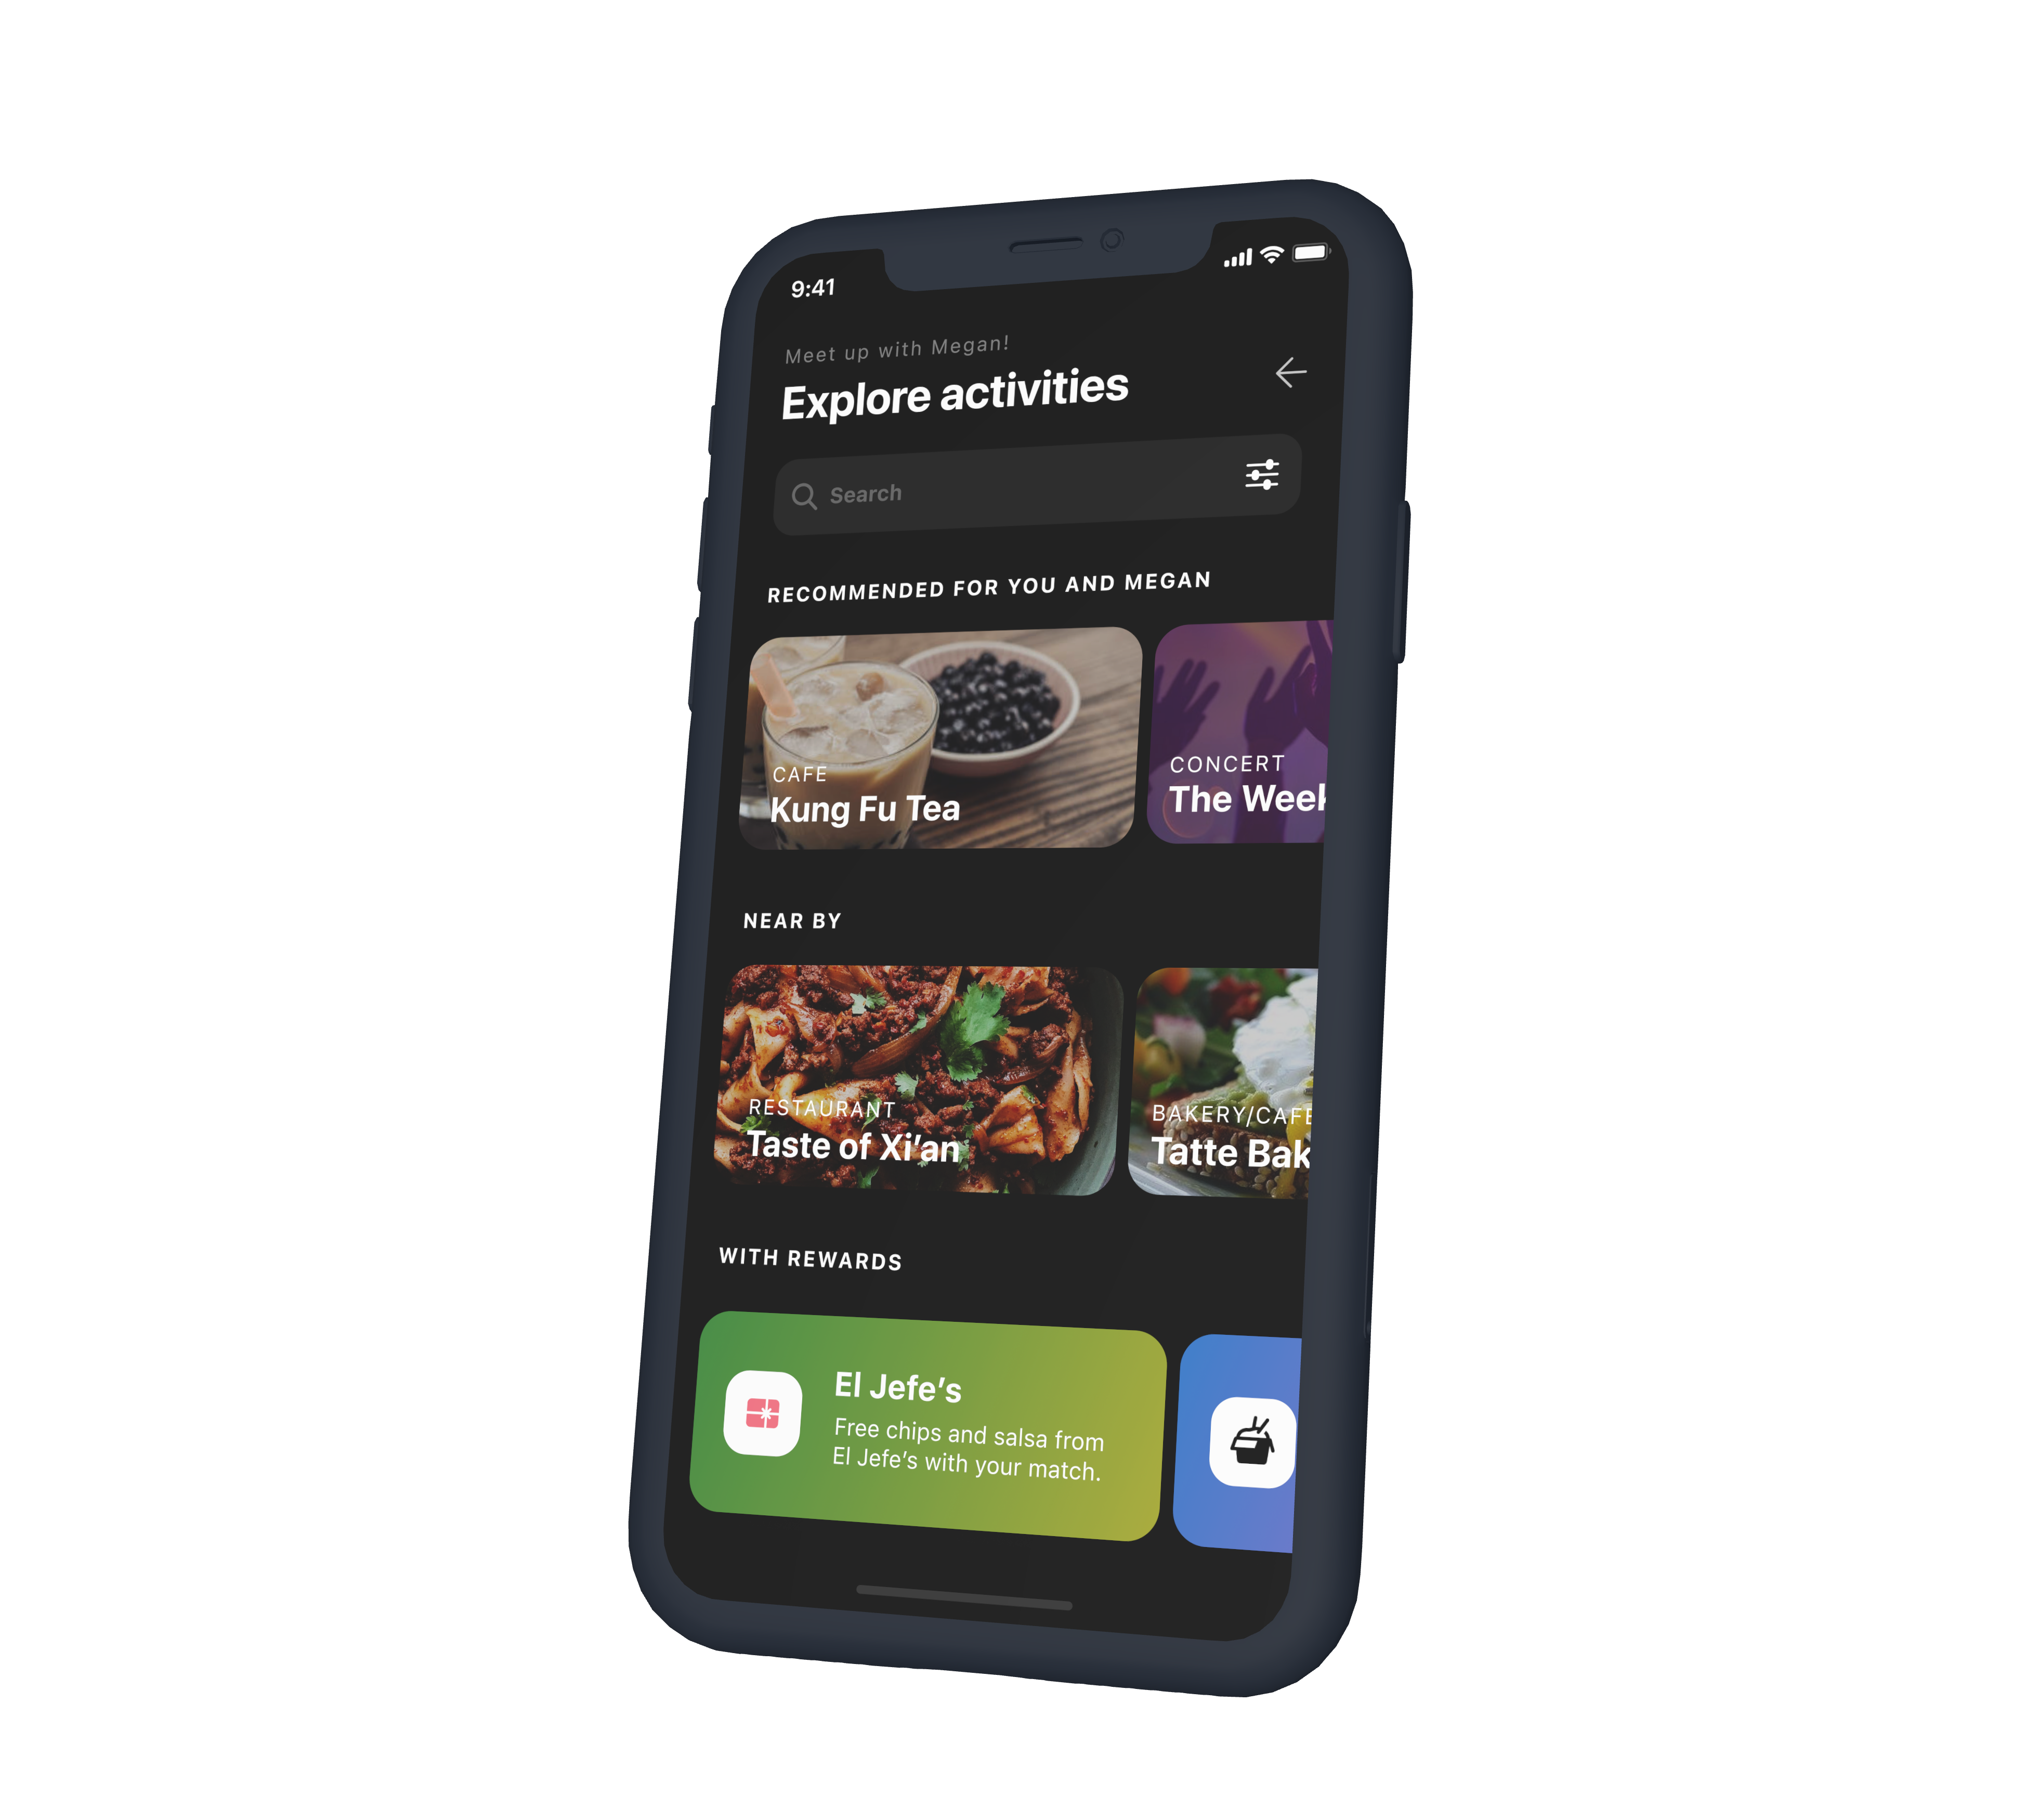 9:41
Meet up with Megan!
Explore activities
Search
RECOMMENDED FOR YOU AND MEGAN
CAFE
Kung Fu Tea
CONCERT
The Week
NEAR BY
RESTAURANT
Taste of Xi’an
BAKERY/CAFE
Tatte Bak
WITH REWARDS
El Jefe’s
Free chips and salsa from
El Jefe’s with your match.